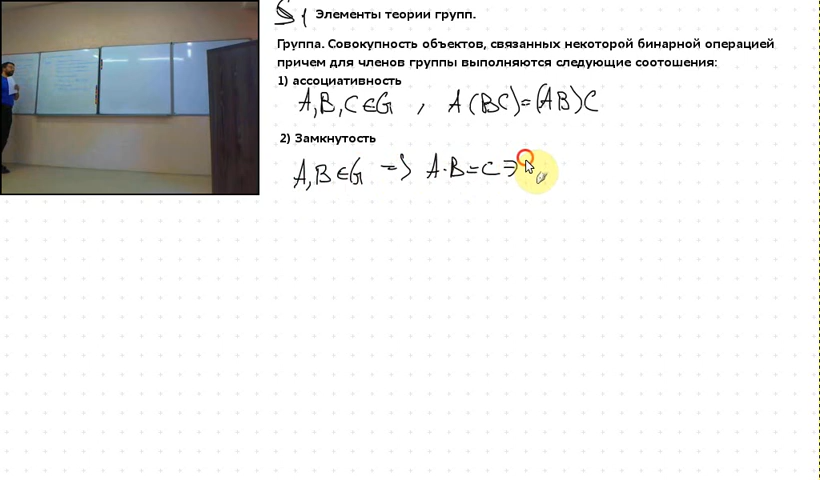 § 1 Элементы теории групп.
Группа. Совокупность объектов, связанных некоторой бинарной операцией
причем для членов группы выполняются следующие соотошения:
1) ассоциативность
A, B, C ∈ G , A(BC)=(AB)C
2) Замкнутость
A, B ∈ G => A·B=C∋